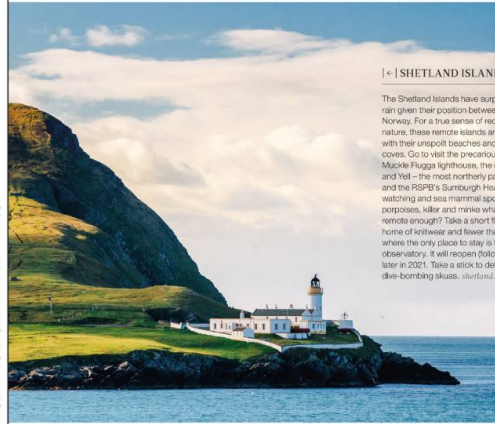 |←| SHETLAND ISLAN
The Shetland Islands have surp
rain given their position betwee
Norway. For a true sense of rec
nature, these remote islands ar
with their unspoilt beaches and
coves. Go to visit the precariou
Muckle Flugga lighthouse, the i
and Yell – the most northerly pa
and the RSPB's Sumburgh Hea
watching and sea mammal spo
porpoises, killer and minke wha
remote enough? Take a short f
home of knitwear and fewer tha
where the only place to stay is t
observatory. It will reopen (follo
later in 2021. Take a stick to det
dive-bombing skuas. shetland.